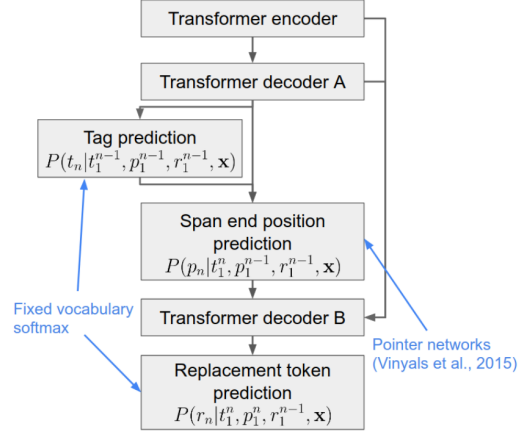 Transformer encoder
Transformer decoder A
Tag prediction
P(t_n|t_1^{n-1}, p_1^{n-1}, r_1^{n-1}, x)
Span end position
prediction
P(p_n|t_1^n, p_1^{n-1}, r_1^{n-1}, x)
Fixed vocabulary
softmax
Transformer decoder B
Pointer networks
(Vinyals et al., 2015)
Replacement token
prediction
P(r_n|t_1^n, p_1^n, r_1^{n-1}, x)